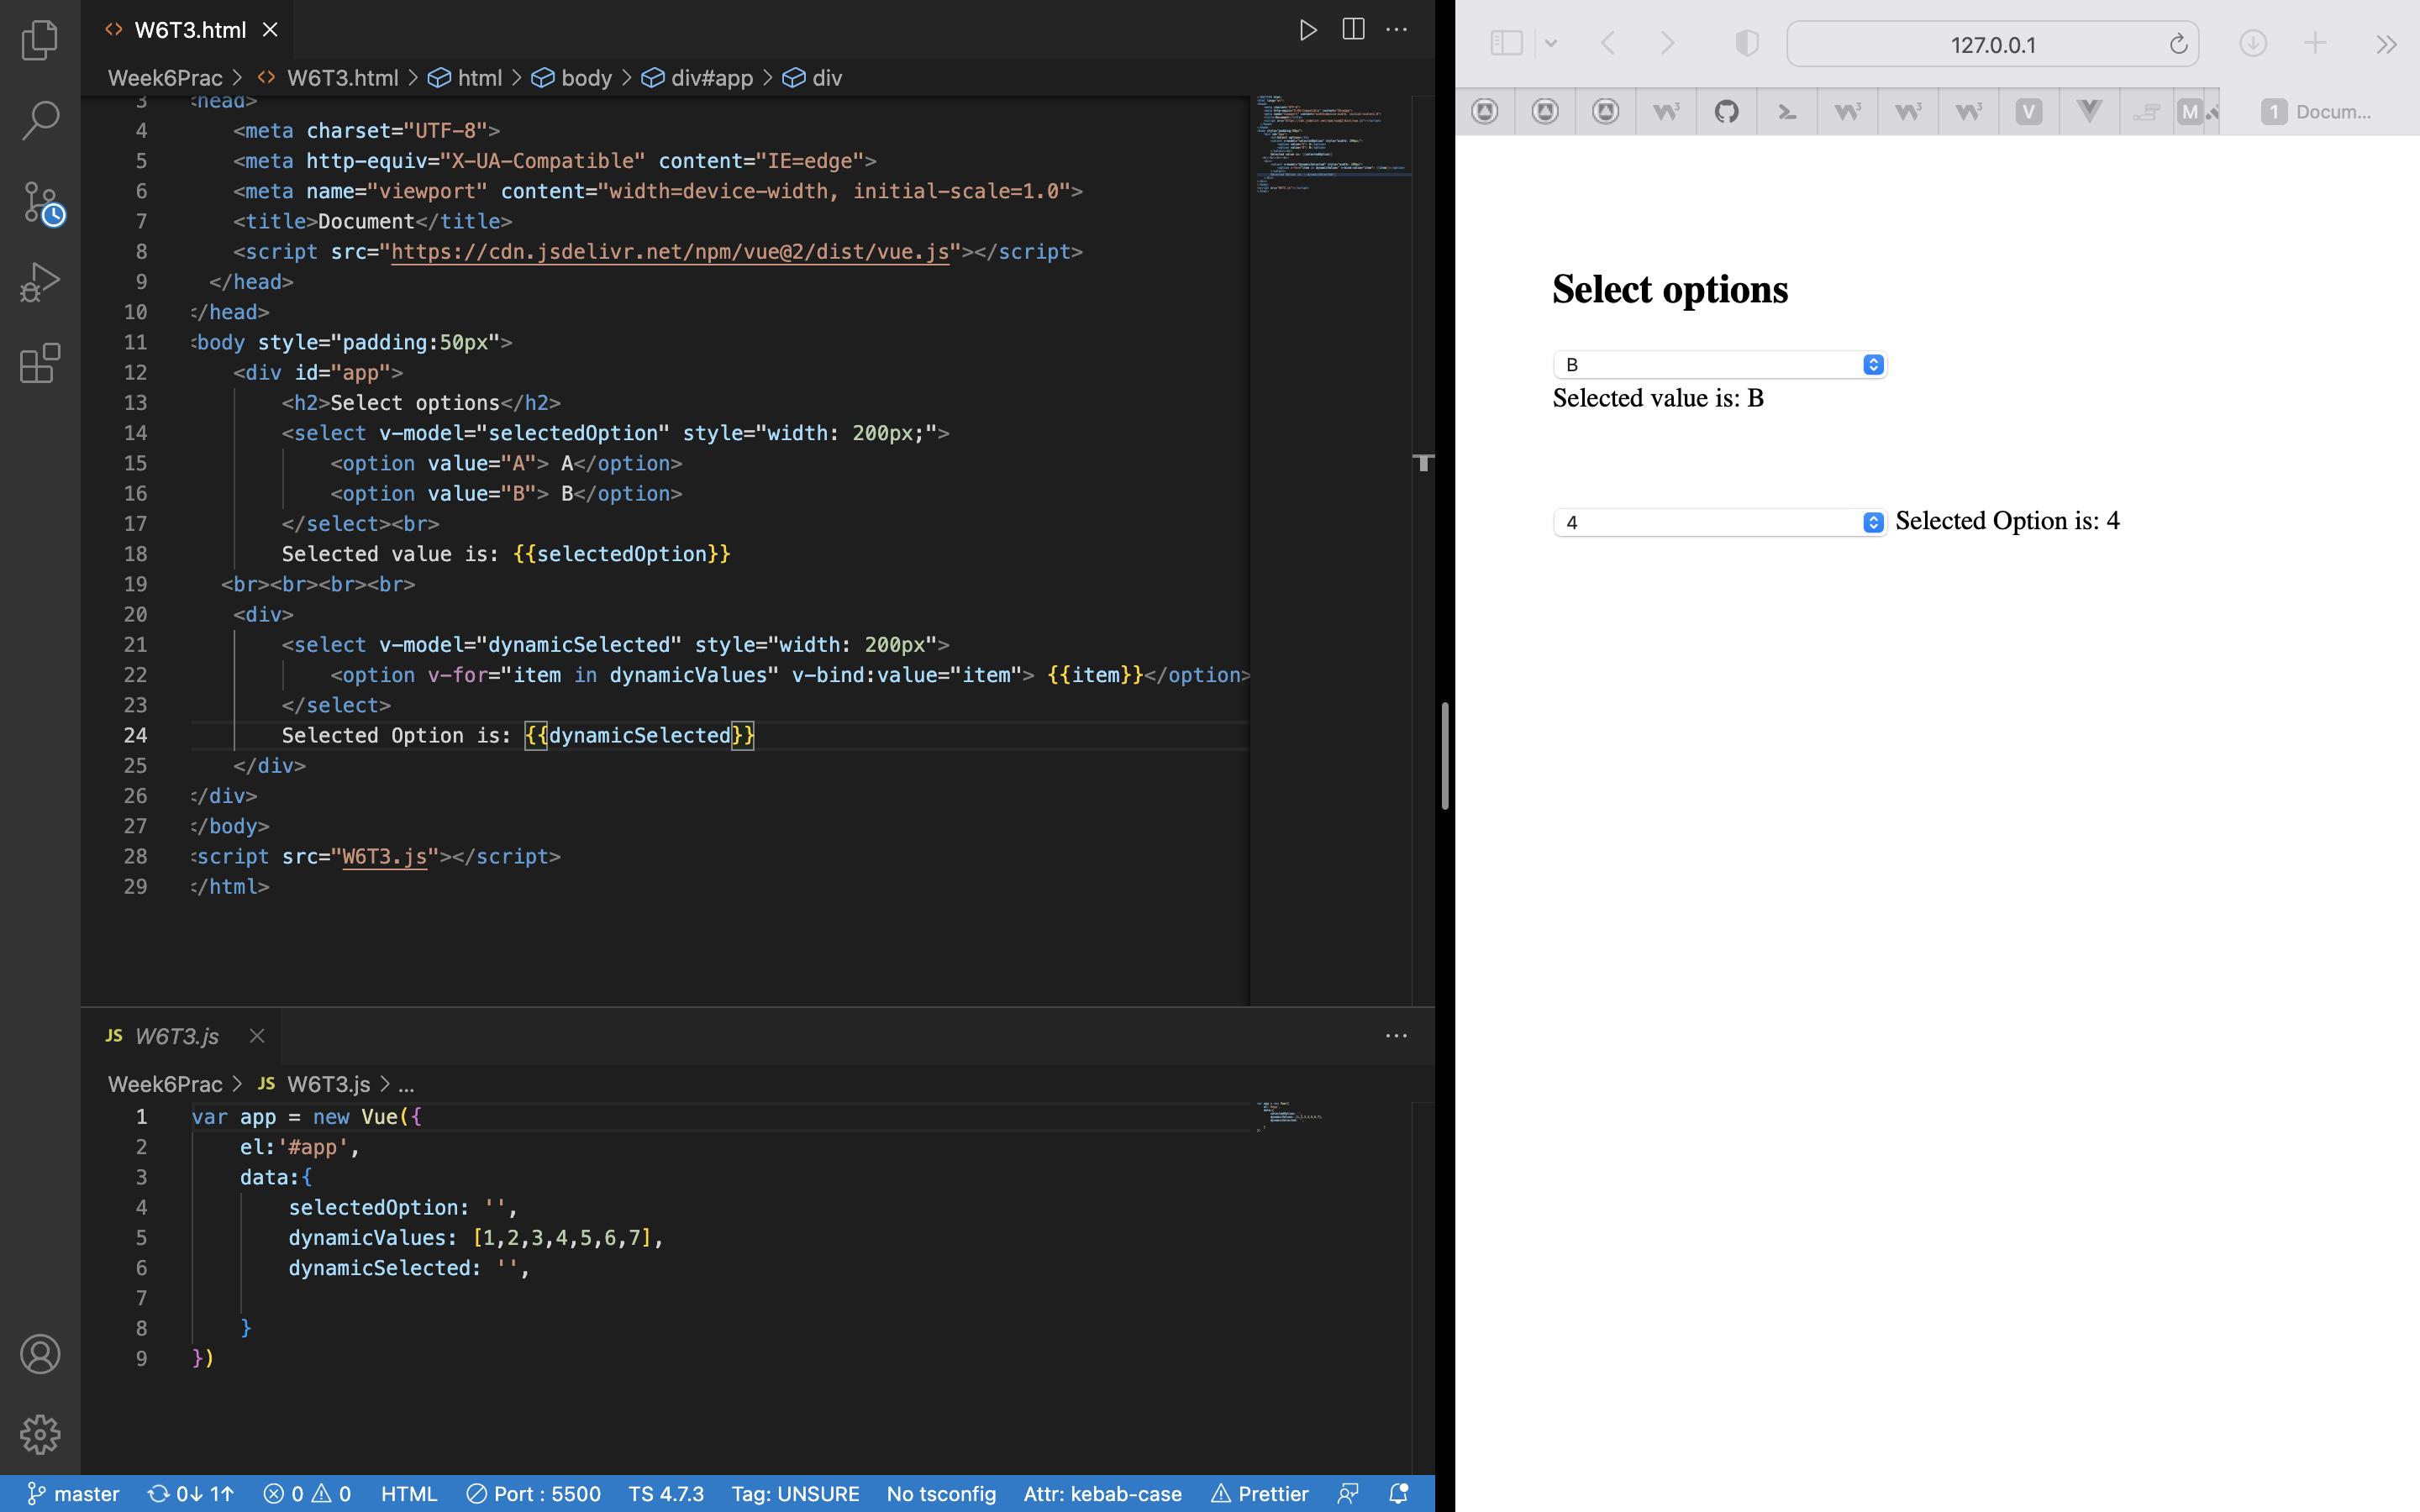 W6T3.html
Week6Prac > W6T3.html > html > body > div#app > div
3 <head>
4 <meta charset="UTF-8">
5 <meta http-equiv="X-UA-Compatible" content="IE=edge">
6 <meta name="viewport" content="width=device-width, initial-scale=1.0">
7 <title>Document</title>
8 <script src="https://cdn.jsdelivr.net/npm/vue@2/dist/vue.js"></script>
9 </head>
10 </head>
11 <body style="padding:50px">
12 <div id="app">
13 <h2>Select options</h2>
14 <select v-model="selectedOption" style="width: 200px;">
15 <option value="A"> A</option>
16 <option value="B"> B</option>
17 </select><br>
18 Selected value is: {{selectedOption}}
19 <br><br><br><br>
20 <div>
21 <select v-model="dynamicSelected" style="width: 200px">
22 <option v-for="item in dynamicValues" v-bind:value="item"> {{item}}</option>
23 </select>
24 Selected Option is: {{dynamicSelected}}
25 </div>
26 </div>
27 </body>
28 <script src="W6T3.js"></script>
29 </html>
JS W6T3.js
Week6Prac > JS W6T3.js > ...
1 var app = new Vue({
2 el:'#app',
3 data:{
4 selectedOption: '',
5 dynamicValues: [1,2,3,4,5,6,7],
6 dynamicSelected: '',
7
8 }
9 })
master 0↓ 1↑ 0 0 HTML Port : 5500 TS 4.7.3 Tag: UNSURE No tsconfig Attr: kebab-case Prettier
127.0.0.1
W3 W3 W3 W3 V M 1 Docum...
Select options
B
Selected value is: B
4 Selected Option is: 4